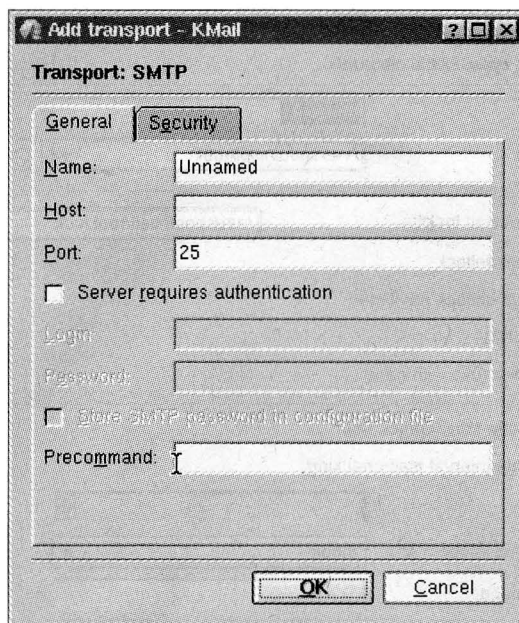 Add transport - KMail
Transport: SMTP
General Security
Name: Unnamed
Host:
Port: 25
Server requires authentication
Login
Password:
Store SMTP password in configuration file
Precommand:
OK Cancel